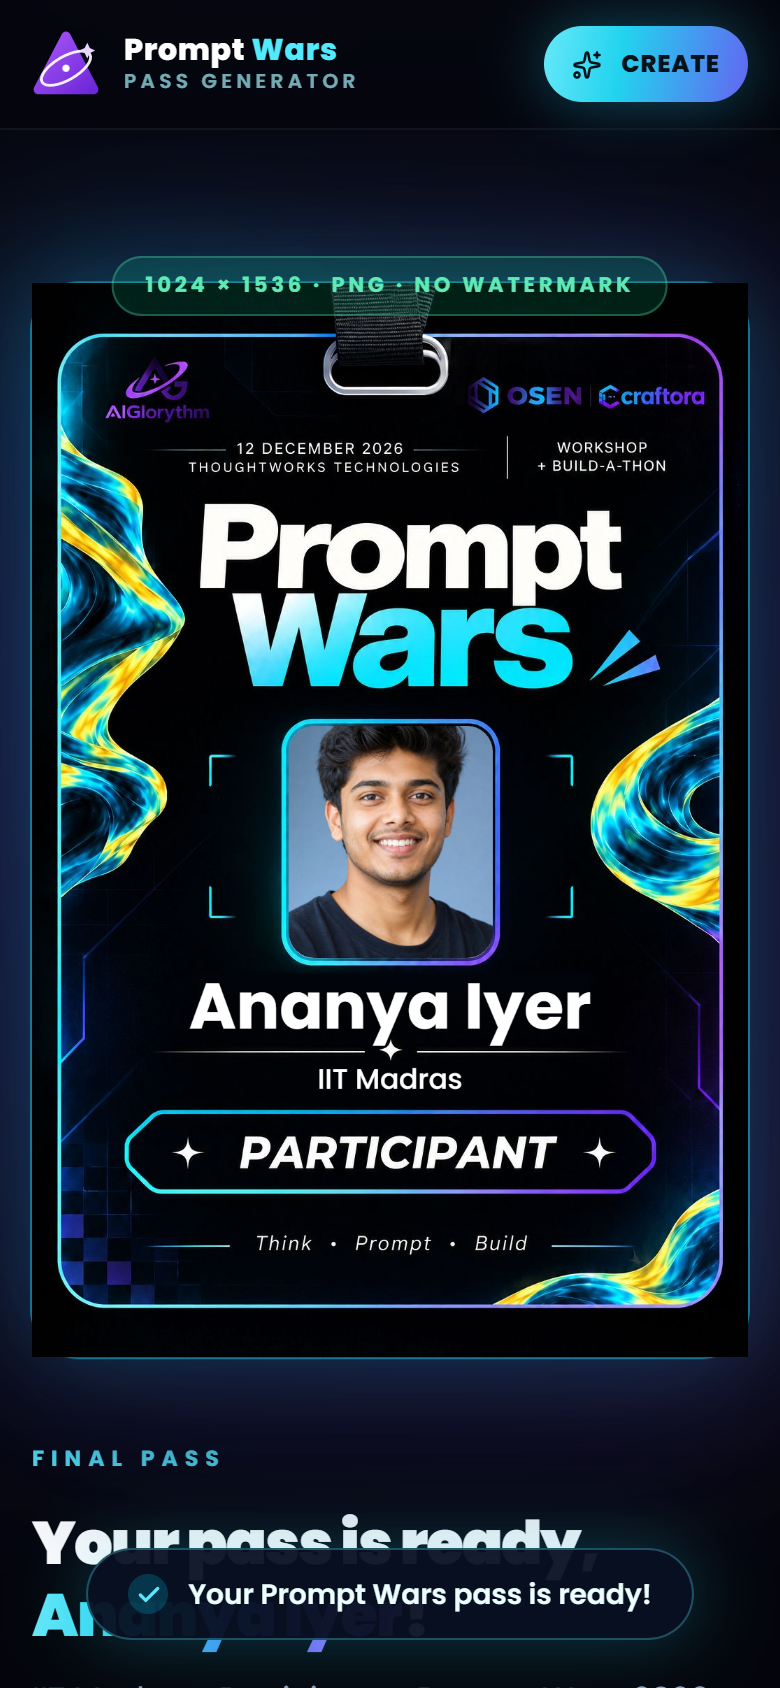 Prompt Wars
PASS GENERATOR
CREATE
1024 × 1536 · PNG · NO WATERMARK
AIGlorythm
OSEN
craftora
12 DECEMBER 2026
THOUGHTWORKS TECHNOLOGIES
WORKSHOP
+ BUILD-A-THON
Prompt
Wars
Ananya Iyer
IIT Madras
PARTICIPANT
Think • Prompt • Build
FINAL PASS
Your pass is ready,
Ananya Iyer!
Your Prompt Wars pass is ready!